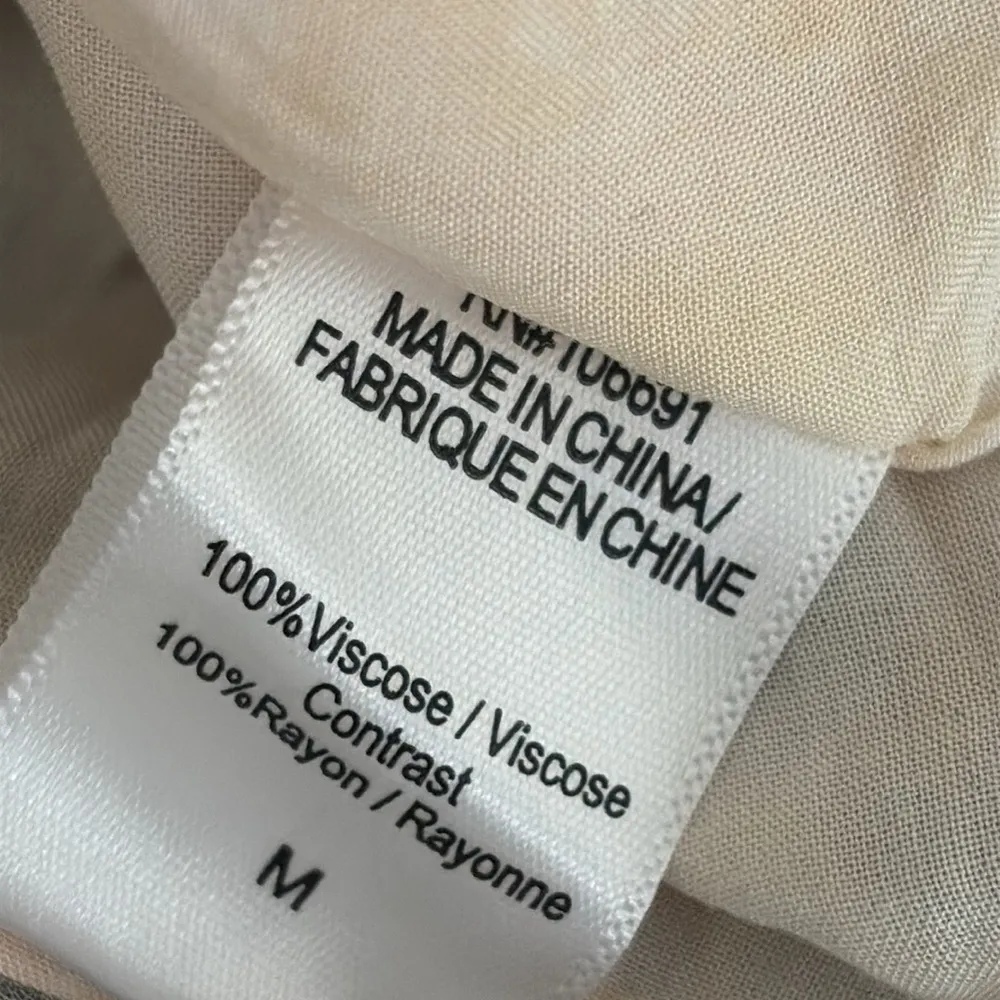 RN#106691
MADE IN CHINA/
FABRIQUE EN CHINE
100%Viscose / Viscose
Contrast
100%Rayon / Rayonne
M